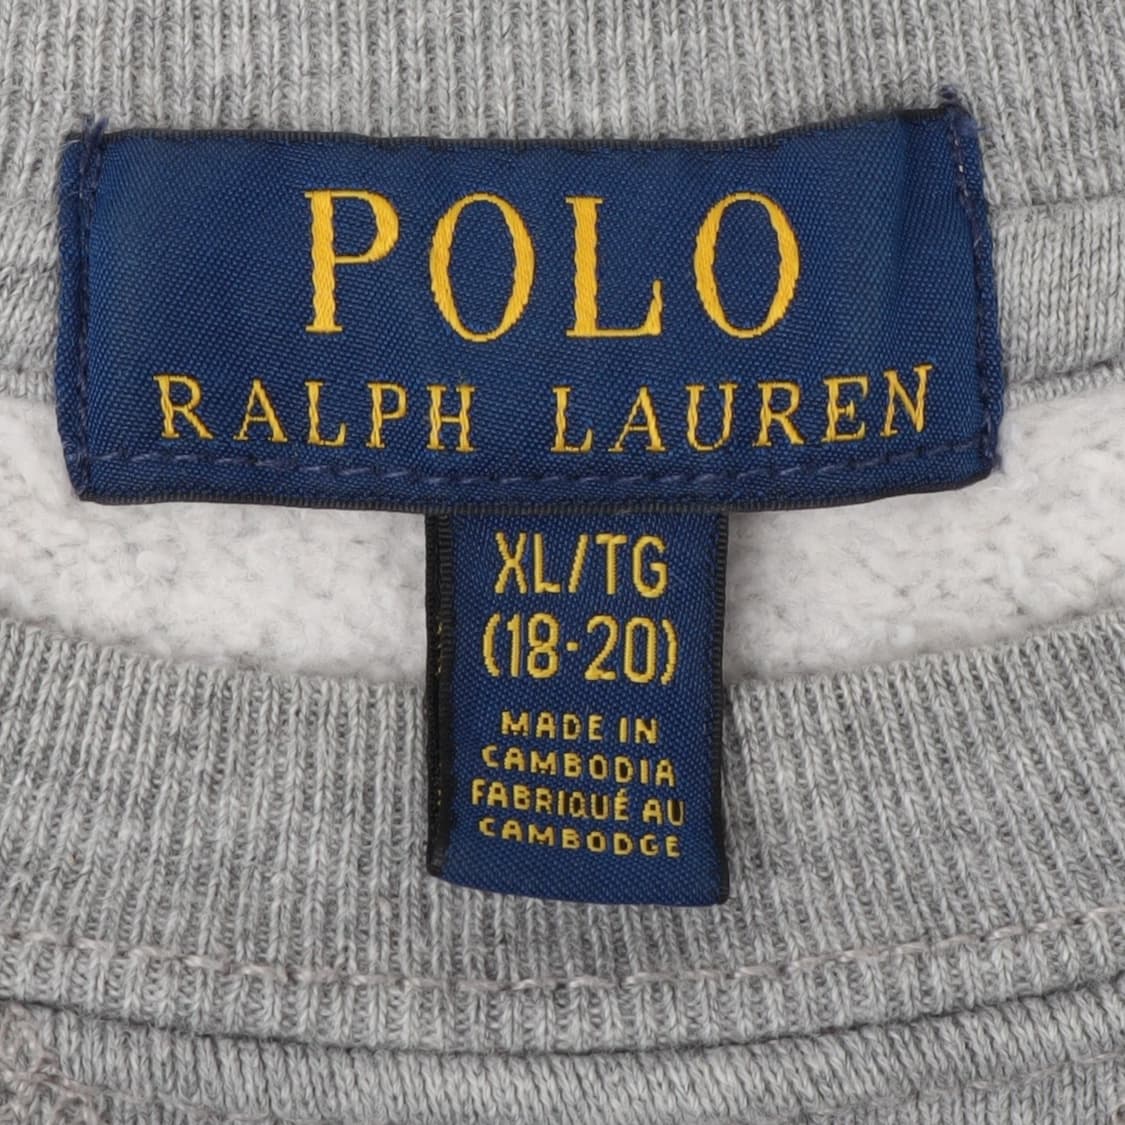 POLO
RALPH LAUREN
XL/TG
(18-20)
MADE IN
CAMBODIA
FABRIQUÉ AU
CAMBODGE